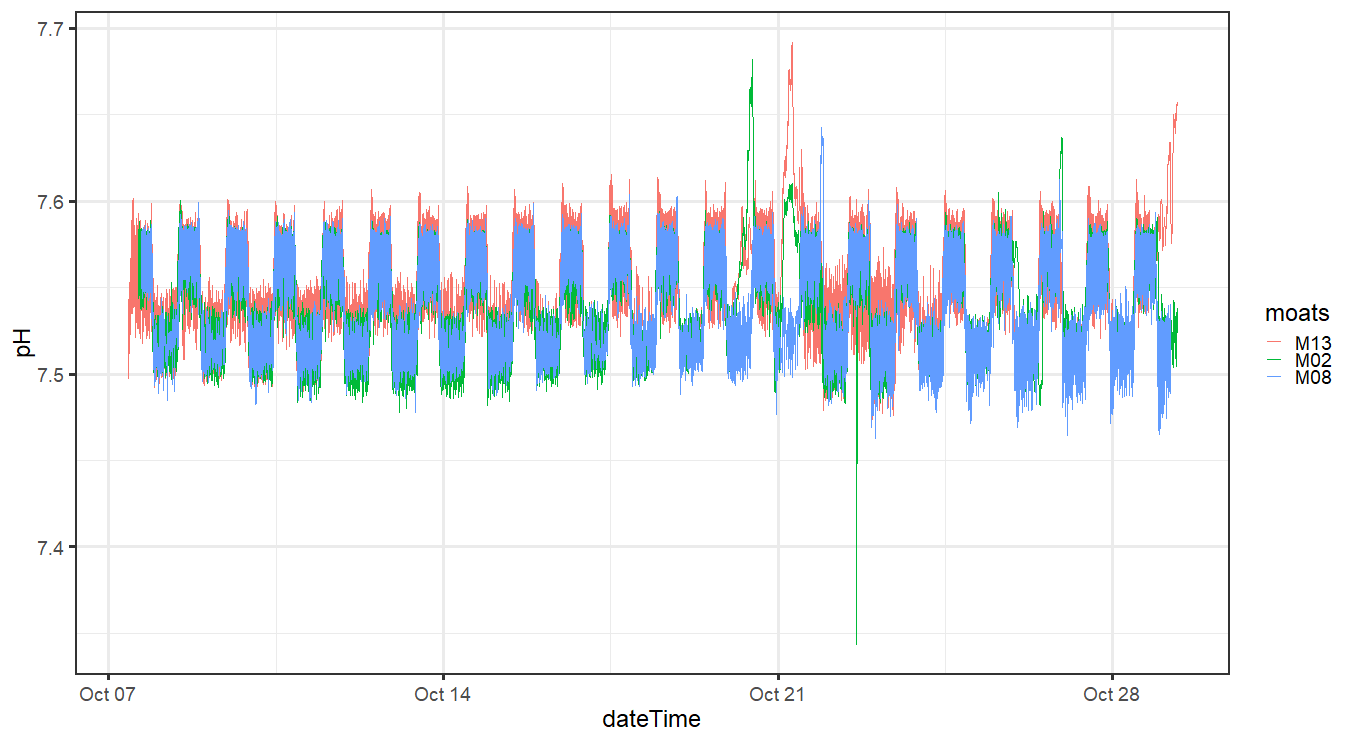 7.7
7.6
7.5
7.4
pH
Oct 07
Oct 14
Oct 21
Oct 28
dateTime
moats
M13
M02
M08